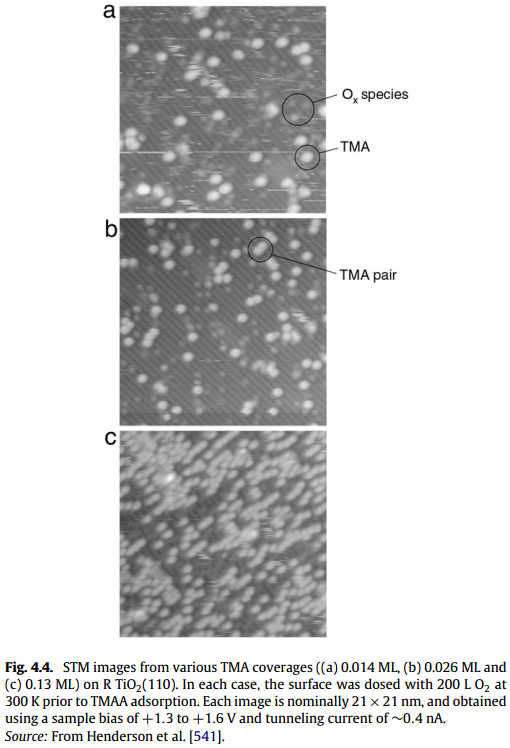 a
O_x species
TMA
b
TMA pair
c
Fig. 4.4. STM images from various TMA coverages ((a) 0.014 ML, (b) 0.026 ML and
(c) 0.13 ML) on R TiO₂(110). In each case, the surface was dosed with 200 L O₂ at
300 K prior to TMAA adsorption. Each image is nominally 21 × 21 nm, and obtained
using a sample bias of +1.3 to +1.6 V and tunneling current of ~0.4 nA.
Source: From Henderson et al. [541].